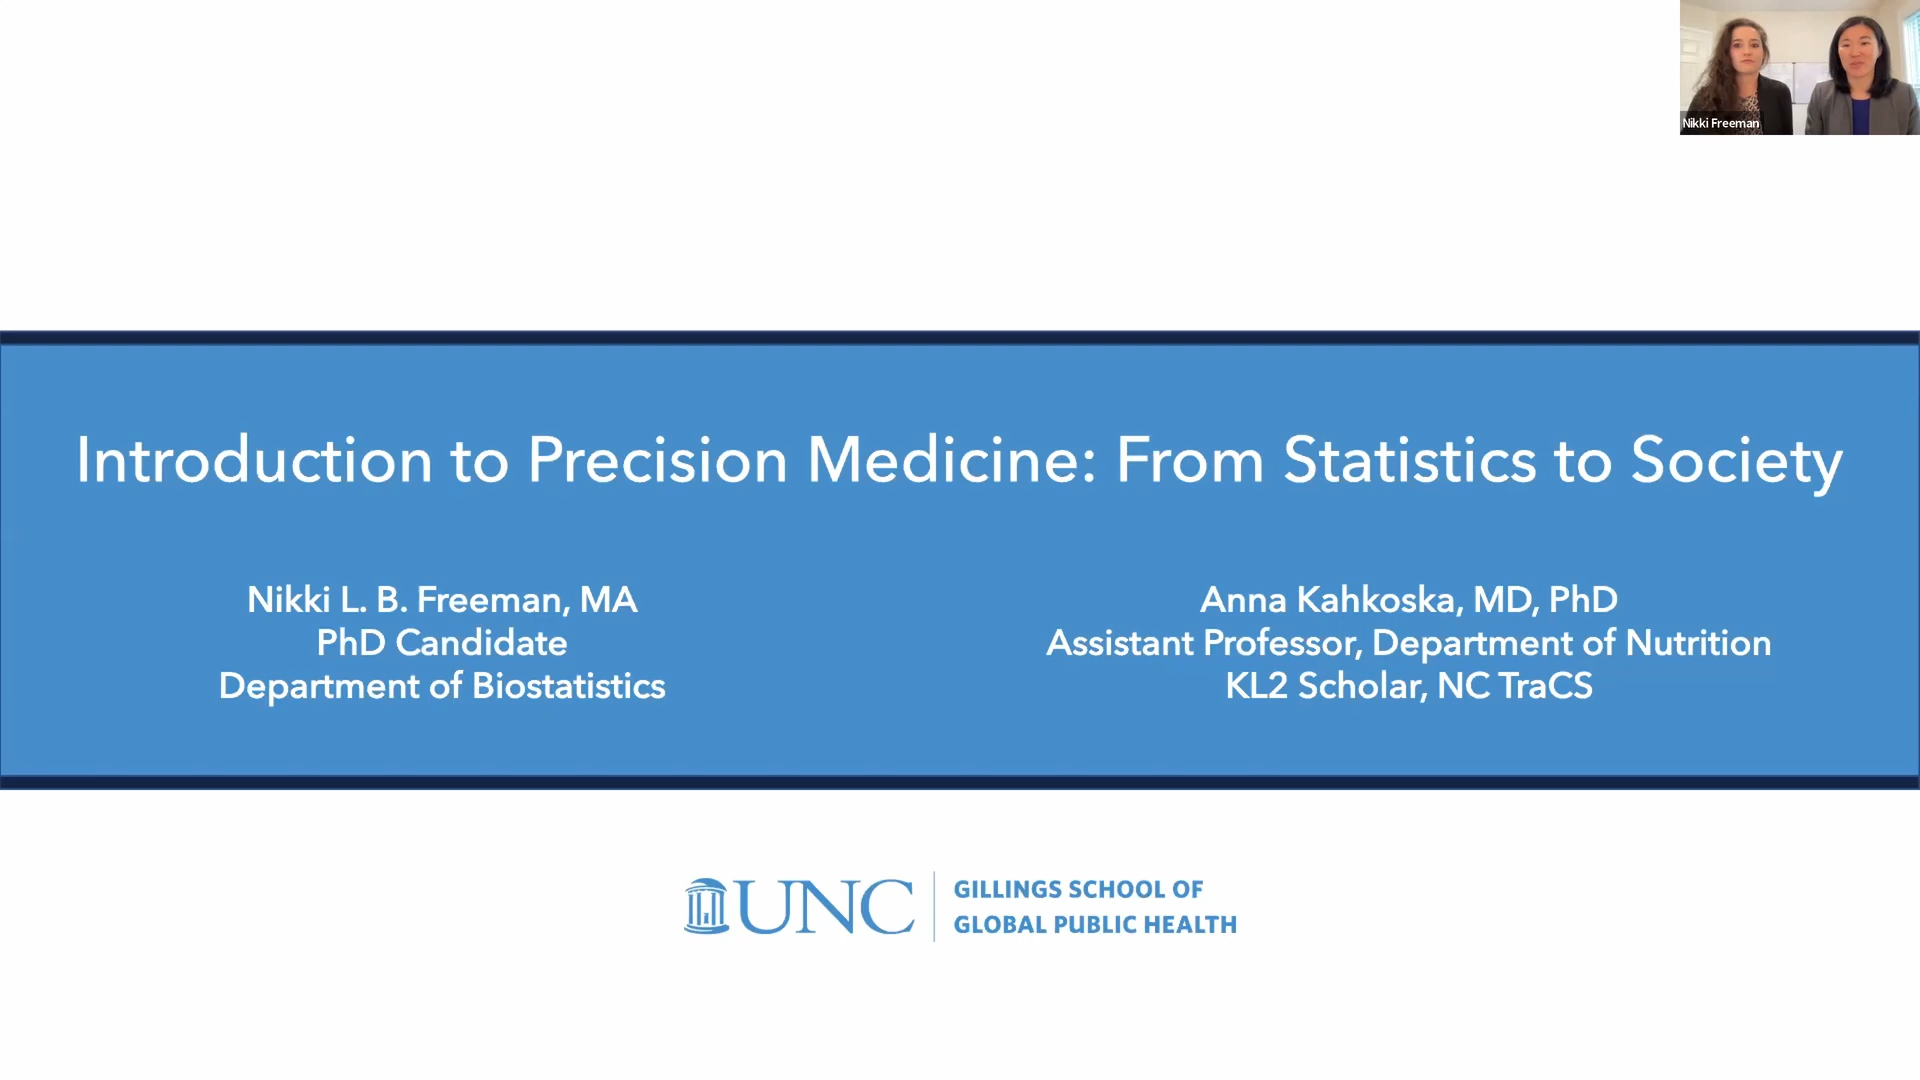 Nikki Freeman
Introduction to Precision Medicine: From Statistics to Society
Nikki L. B. Freeman, MA
PhD Candidate
Department of Biostatistics
Anna Kahkoska, MD, PhD
Assistant Professor, Department of Nutrition
KL2 Scholar, NC TraCS
UNC
GILLINGS SCHOOL OF
GLOBAL PUBLIC HEALTH